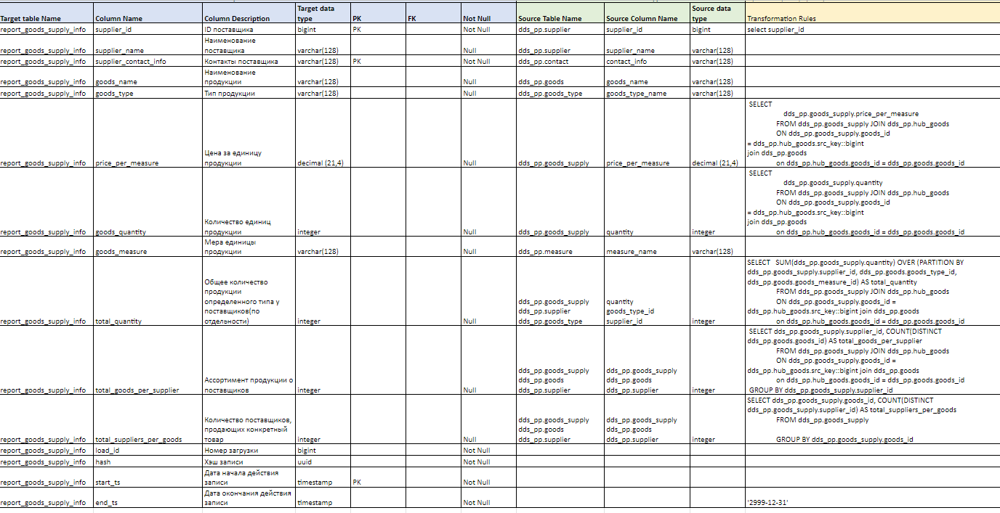 Target table Name Column Name Column Description Target data type PK FK Not Null Source Table Name Source Column Name Source data type Transformation Rules
report_goods_supply_info supplier_id ID поставщика bigint PK Not Null dds_pp.supplier supplier_id bigint select supplier_id
report_goods_supply_info supplier_name Наименование поставщика varchar(128) Null dds_pp.supplier supplier_name varchar(128)
report_goods_supply_info supplier_contact_info Контакты поставщика varchar(128) PK Not Null dds_pp.contact contact_info varchar(128)
report_goods_supply_info goods_name Наименование продукции varchar(128) Null dds_pp.goods goods_name varchar(128)
report_goods_supply_info goods_type Тип продукции varchar(128) Null dds_pp.goods_type goods_type_name varchar(128)
report_goods_supply_info price_per_measure Цена за единицу продукции decimal (21,4) Null dds_pp.goods_supply price_per_measure decimal (21,4)
SELECT
dds_pp.goods_supply.price_per_measure
FROM dds_pp.goods_supply JOIN dds_pp.hub_goods
ON dds_pp.goods_supply.goods_id
= dds_pp.hub_goods.src_key::bigint
join dds_pp.goods
on dds_pp.hub_goods.goods_id = dds_pp.goods.goods_id
report_goods_supply_info goods_quantity Количество единиц продукции integer Null dds_pp.goods_supply quantity integer
SELECT
dds_pp.goods_supply.quantity
FROM dds_pp.goods_supply JOIN dds_pp.hub_goods
ON dds_pp.goods_supply.goods_id
= dds_pp.hub_goods.src_key::bigint
join dds_pp.goods
on dds_pp.hub_goods.goods_id = dds_pp.goods.goods_id
report_goods_supply_info goods_measure Мера единицы продукции varchar(128) Null dds_pp.measure measure_name varchar(128)
report_goods_supply_info total_quantity
Общее количество
продукции
определенного типа у
поставщиков(по
отдельности)
integer Null
dds_pp.goods_supply
dds_pp.supplier
dds_pp.goods_type
quantity
goods_type_id
supplier_id
integer
SELECT SUM(dds_pp.goods_supply.quantity) OVER (PARTITION BY
dds_pp.goods_supply.supplier_id, dds_pp.goods.goods_type_id,
dds_pp.goods.goods_measure_id) AS total_quantity
FROM dds_pp.goods_supply JOIN dds_pp.hub_goods
ON dds_pp.goods_supply.goods_id =
dds_pp.hub_goods.src_key::bigint join dds_pp.goods
on dds_pp.hub_goods.goods_id = dds_pp.goods.goods_id
report_goods_supply_info total_goods_per_supplier
Ассортимент продукции о
поставщиков
integer Null
dds_pp.goods_supply
dds_pp.goods
dds_pp.supplier
dds_pp.goods_supply
dds_pp.goods
dds_pp.supplier
integer
SELECT dds_pp.goods_supply.supplier_id, COUNT(DISTINCT
dds_pp.goods.goods_id) AS total_goods_per_supplier
FROM dds_pp.goods_supply JOIN dds_pp.hub_goods
ON dds_pp.goods_supply.goods_id =
dds_pp.hub_goods.src_key::bigint join dds_pp.goods
on dds_pp.hub_goods.goods_id = dds_pp.goods.goods_id
GROUP BY dds_pp.goods_supply.supplier_id
report_goods_supply_info total_suppliers_per_goods
Количество поставщиков,
продающих конкретный
товар
integer Null
dds_pp.goods_supply
dds_pp.goods
dds_pp.supplier
dds_pp.goods_supply
dds_pp.goods
dds_pp.supplier
integer
SELECT dds_pp.goods_supply.goods_id, COUNT(DISTINCT
dds_pp.goods_supply.supplier_id) AS total_suppliers_per_goods
FROM dds_pp.goods_supply
GROUP BY dds_pp.goods_supply.goods_id
report_goods_supply_info load_id Номер загрузки bigint Not Null
report_goods_supply_info hash Хэш записи uuid Not Null
report_goods_supply_info start_ts Дата начала действия записи timestamp PK Not Null
report_goods_supply_info end_ts Дата окончания действия записи timestamp Not Null '2999-12-31'